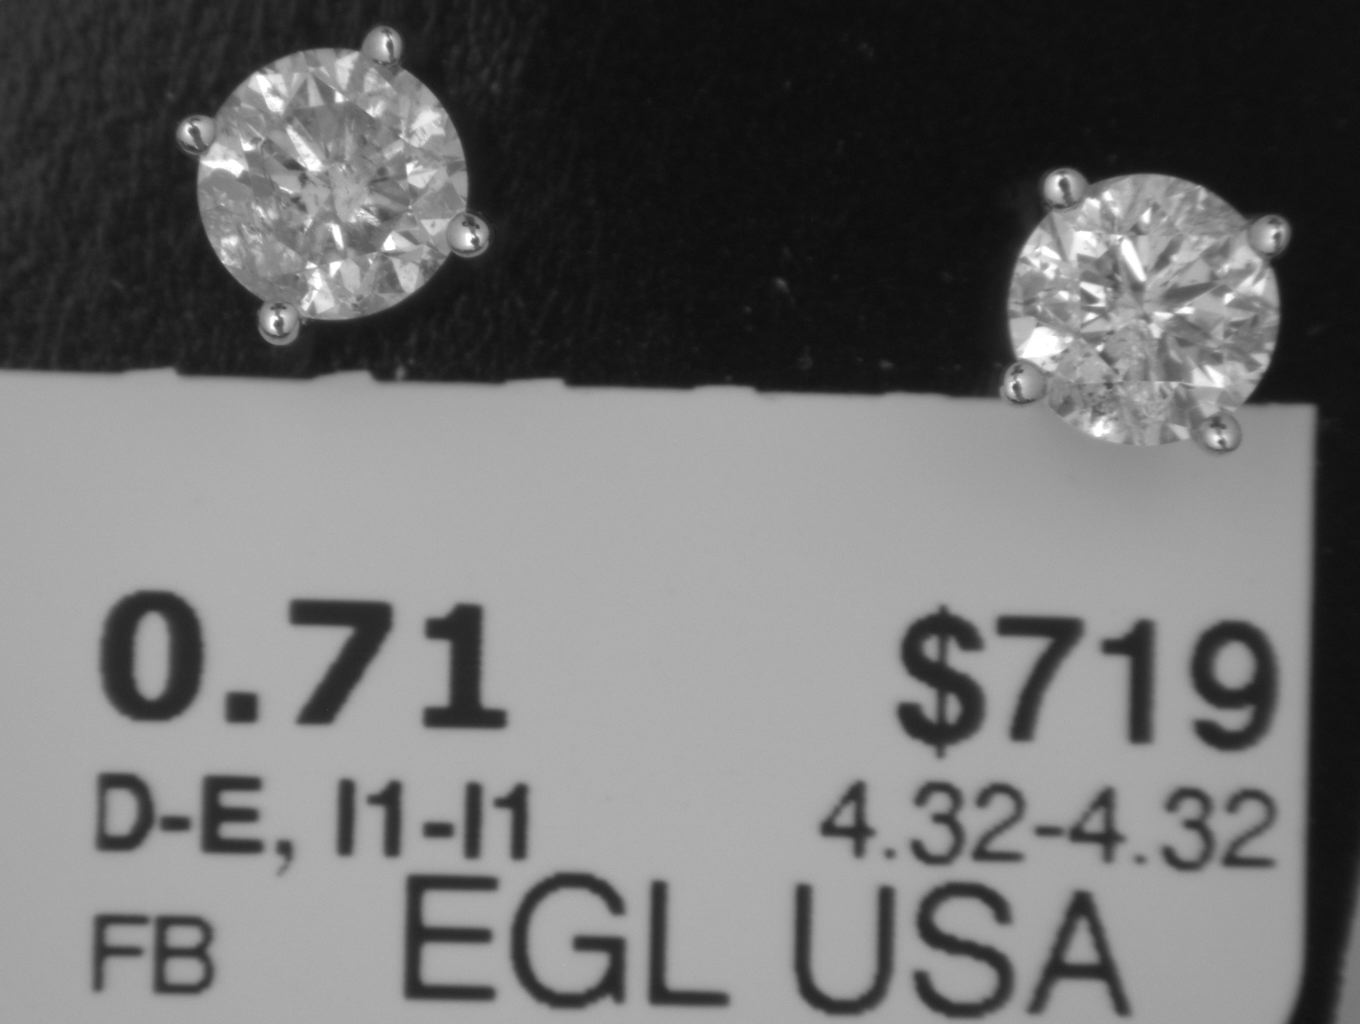 0.71 $719
D-E, I1-I1 4.32-4.32
FB EGL USA